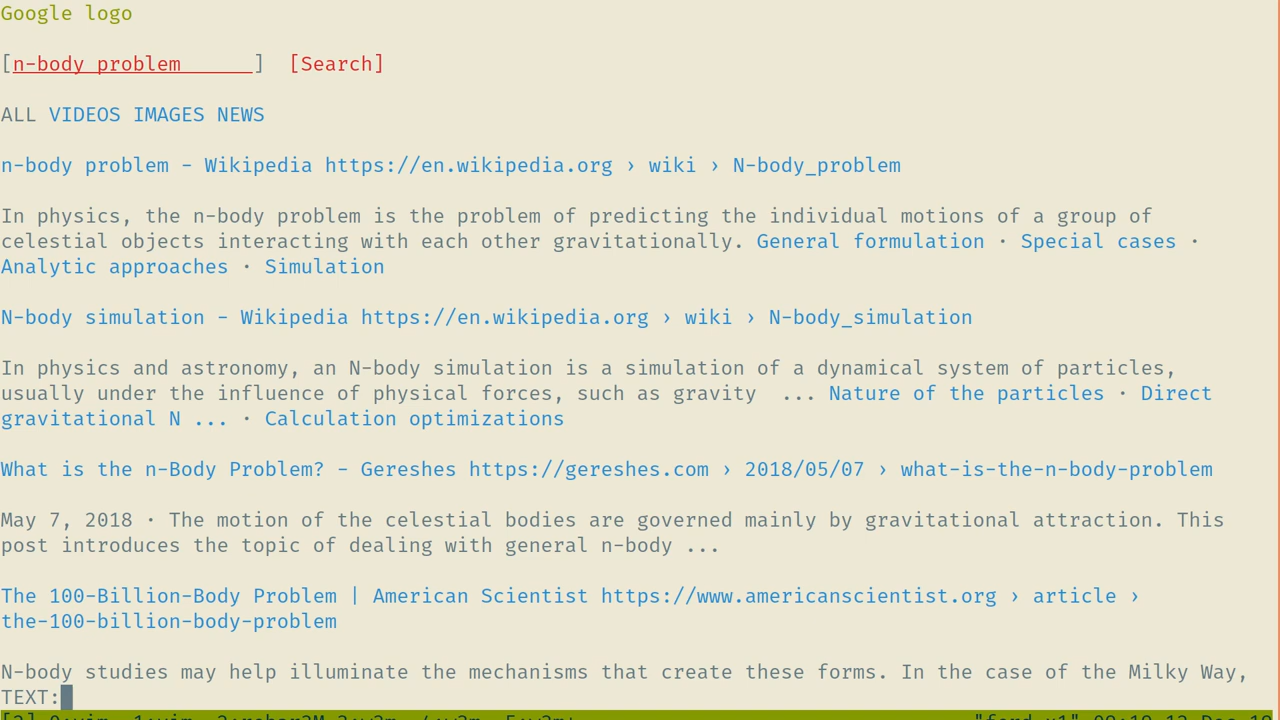 Google logo
[n-body problem      ]  [Search]
ALL VIDEOS IMAGES NEWS
n-body problem - Wikipedia https://en.wikipedia.org › wiki › N-body_problem
In physics, the n-body problem is the problem of predicting the individual motions of a group of
celestial objects interacting with each other gravitationally. General formulation · Special cases ·
Analytic approaches · Simulation
N-body simulation - Wikipedia https://en.wikipedia.org › wiki › N-body_simulation
In physics and astronomy, an N-body simulation is a simulation of a dynamical system of particles,
usually under the influence of physical forces, such as gravity  ... Nature of the particles · Direct
gravitational N ... · Calculation optimizations
What is the n-Body Problem? - Gereshes https://gereshes.com › 2018/05/07 › what-is-the-n-body-problem
May 7, 2018 · The motion of the celestial bodies are governed mainly by gravitational attraction. This
post introduces the topic of dealing with general n-body ...
The 100-Billion-Body Problem | American Scientist https://www.americanscientist.org › article ›
the-100-billion-body-problem
N-body studies may help illuminate the mechanisms that create these forms. In the case of the Milky Way,
TEXT: